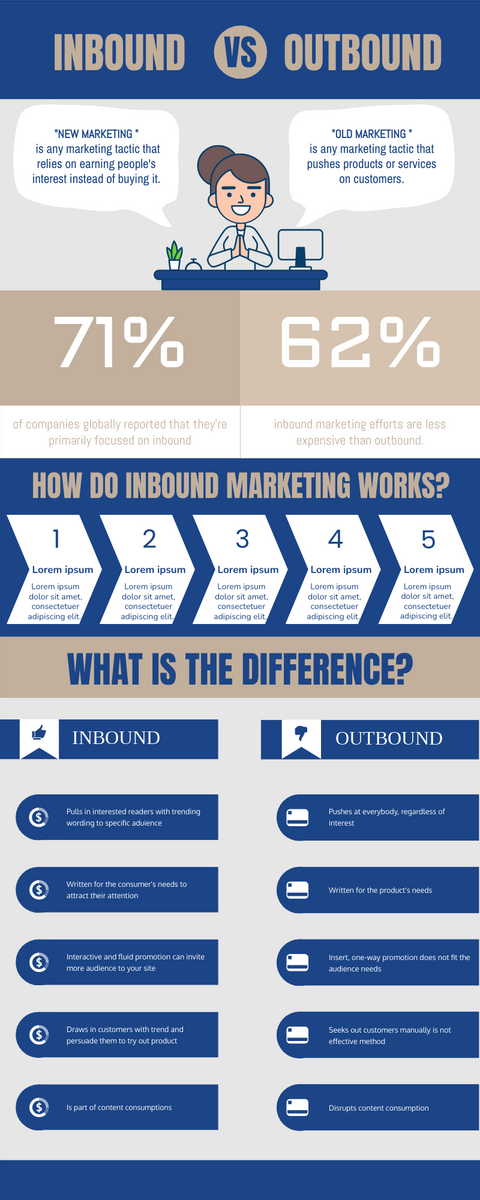 INBOUND VS OUTBOUND
"NEW MARKETING "
is any marketing tactic that
relies on earning people's
interest instead of buying it.
"OLD MARKETING "
is any marketing tactic that
pushes products or services
on customers.
71%
of companies globally reported that they're
primarily focused on inbound
62%
inbound marketing efforts are less
expensive than outbound.
HOW DO INBOUND MARKETING WORKS?
1
Lorem ipsum
Lorem ipsum
dolor sit amet,
consectetuer
adipiscing elit.
2
Lorem ipsum
Lorem ipsum
dolor sit amet,
consectetuer
adipiscing elit.
3
Lorem ipsum
Lorem ipsum
dolor sit amet,
consectetuer
adipiscing elit.
4
Lorem ipsum
Lorem ipsum
dolor sit amet,
consectetuer
adipiscing elit.
5
Lorem ipsum
Lorem ipsum
dolor sit amet,
consectetuer
adipiscing elit.
WHAT IS THE DIFFERENCE?
INBOUND
$
Pulls in interested readers with trending
wording to specific aduience
$
Written for the consumer's needs to
attract their attention
$
Interactive and fluid promotion can invite
more audience to your site
$
Draws in customers with trend and
persuade them to try out product
$
Is part of content consumptions
OUTBOUND
Pushes at everybody, regardless of
interest
Written for the product's needs
Insert, one-way promotion does not fit the
audience needs
Seeks out customers manually is not
effective method
Disrupts content consumption